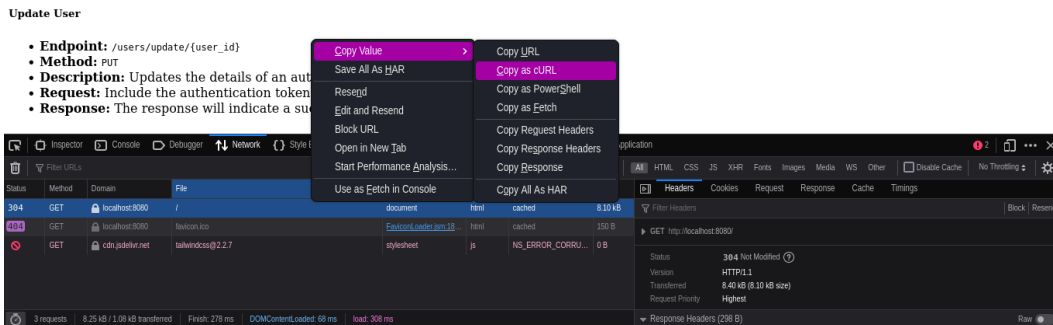 Update User
• Endpoint: /users/update/{user_id}
• Method: PUT
• Description: Updates the details of an aut
• Request: Include the authentication token
• Response: The response will indicate a su
Copy Value
Save All As HAR
Resend
Edit and Resend
Block URL
Open in New Tab
Start Performance Analysis...
Use as Fetch in Console
Copy URL
Copy as cURL
Copy as PowerShell
Copy as Fetch
Copy Request Headers
Copy Response Headers
Copy Response
Copy All As HAR
Inspector Console Debugger Network {} Style E pplication 2
Filter URLs All HTML CSS JS XHR Fonts Images Media WS Other Disable Cache No Throttling
Status Method Domain File Headers Cookies Request Response Cache Timings
304 GET localhost:8080 / document html cached 8.10 kB
404 GET localhost:8080 favicon.ico FaviconLoader.jsm:18... html cached 150 B
GET cdn.jsdelivr.net tailwindcss@2.2.7 stylesheet js NS_ERROR_CORRU... 0 B
Filter Headers Block Resen
GET http://localhost:8080/
Status 304 Not Modified ?
Version HTTP/1.1
Transferred 8.40 kB (8.10 kB size)
Request Priority Highest
Response Headers (298 B) Raw
3 requests 8.25 kB / 1.08 kB transferred Finish: 278 ms DOMContentLoaded: 68 ms load: 308 ms